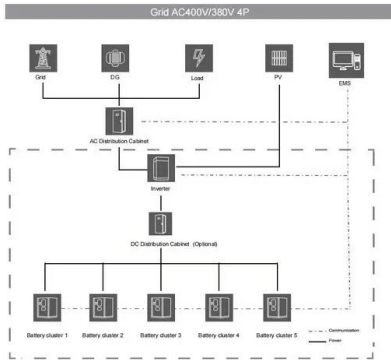 Grid AC400V/380V 4P
Grid
DG
Load
PV
EMS
AC Distribution Cabinet
Inverter
DC Distribution Cabinet (Optional)
Battery cluster 1
Battery cluster 2
Battery cluster 3
Battery cluster 4
Battery cluster 5
Communication
Power